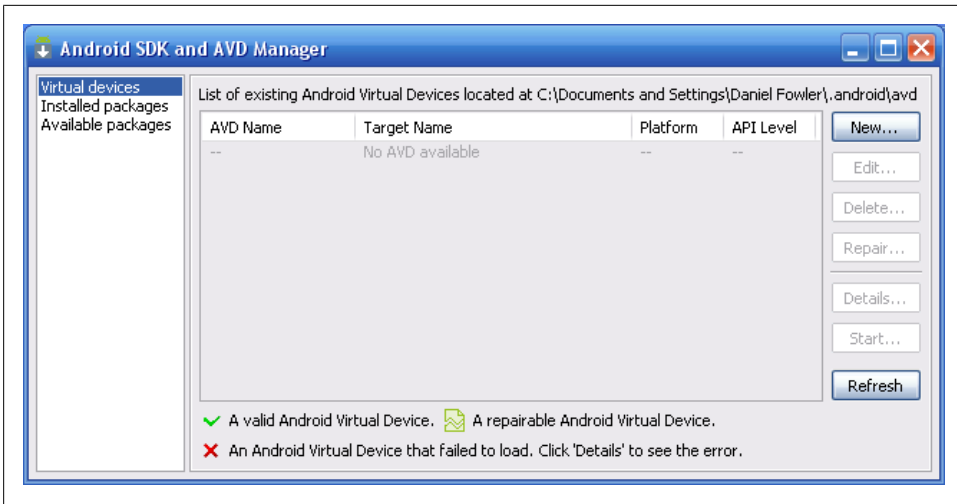 Android SDK and AVD Manager
Virtual devices
Installed packages
Available packages
List of existing Android Virtual Devices located at C:\Documents and Settings\Daniel Fowler\.android\avd
AVD Name Target Name Platform API Level
-- No AVD available -- --
New...
Edit...
Delete...
Repair...
Details...
Start...
Refresh
A valid Android Virtual Device. A repairable Android Virtual Device.
An Android Virtual Device that failed to load. Click 'Details' to see the error.